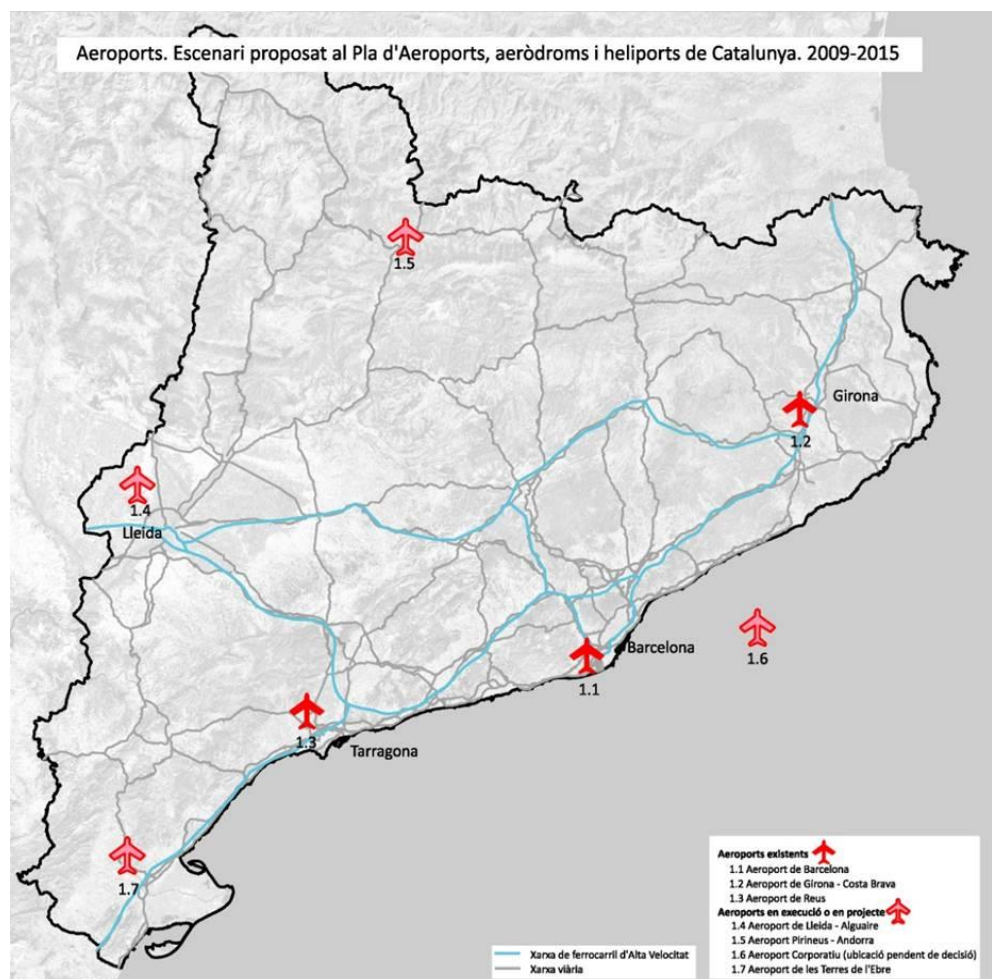 Aeroports. Escenari proposat al Pla d'Aeroports, aeròdroms i heliports de Catalunya. 2009-2015
1.5
Girona
1.2
1.4
Lleida
Barcelona
1.6
1.1
1.3
Tarragona
1.7
Aeroports existents
1.1 Aeroport de Barcelona
1.2 Aeroport de Girona - Costa Brava
1.3 Aeroport de Reus
Aeroports en execució o en projecte
1.4 Aeroport de Lleida - Alguaire
1.5 Aeroport Pirineus - Andorra
1.6 Aeroport Corporatiu (ubicació pendent de decisió)
1.7 Aeroport de les Terres de l'Ebre
Xarxa de ferrocarril d'Alta Velocitat
Xarxa viària